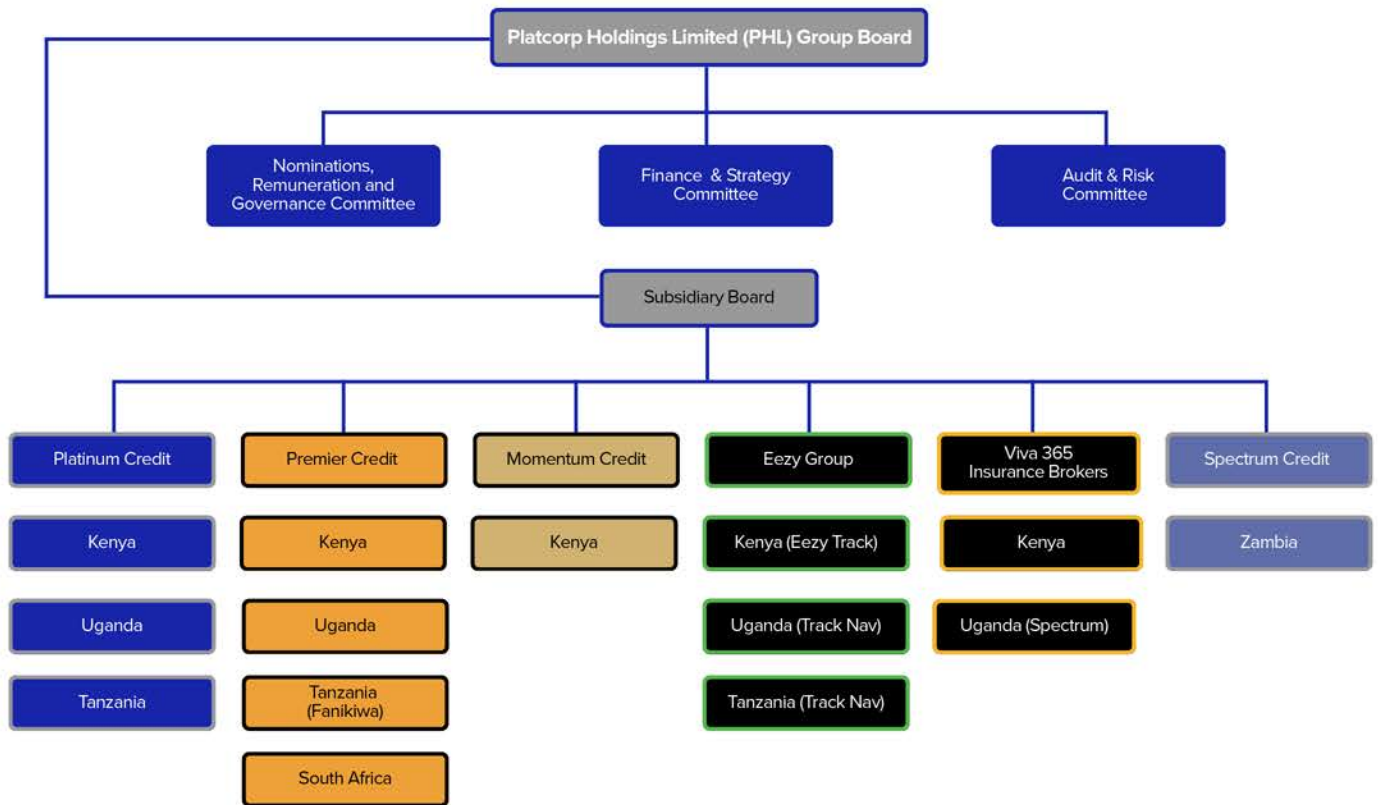 Platcorp Holdings Limited (PHL) Group Board
Nominations,
Remuneration and
Governance Committee
Finance & Strategy
Committee
Audit & Risk
Committee
Subsidiary Board
Platinum Credit
Premier Credit
Momentum Credit
Eezy Group
Viva 365
Insurance Brokers
Spectrum Credit
Kenya
Kenya
Kenya
Kenya (Eezy Track)
Kenya
Zambia
Uganda
Uganda
Uganda (Track Nav)
Uganda (Spectrum)
Tanzania
Tanzania
(Fanikiwa)
Tanzania (Track Nav)
South Africa